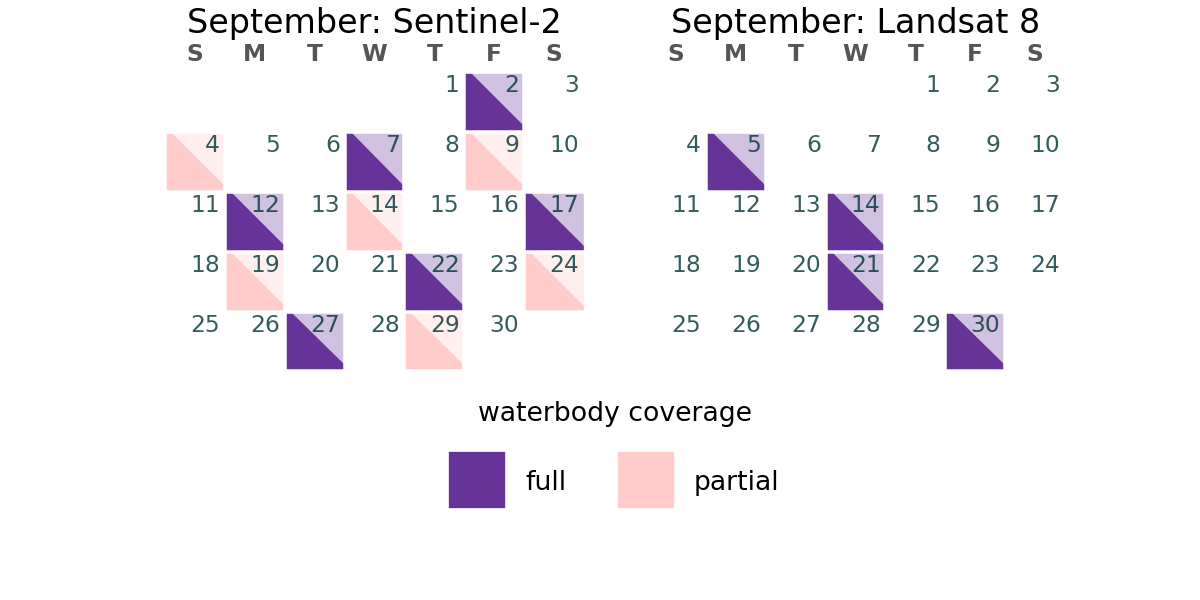 September: Sentinel-2
S M T W T F S
1 2 3
4 5 6 7 8 9 10
11 12 13 14 15 16 17
18 19 20 21 22 23 24
25 26 27 28 29 30
September: Landsat 8
S M T W T F S
1 2 3
4 5 6 7 8 9 10
11 12 13 14 15 16 17
18 19 20 21 22 23 24
25 26 27 28 29 30
waterbody coverage
full
partial